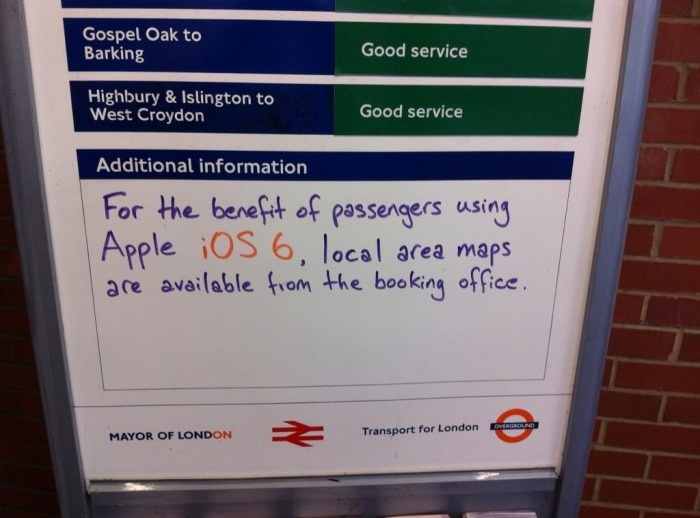 Gospel Oak to
Barking
Good service
Highbury & Islington to
West Croydon
Good service
Additional information
For the benefit of passengers using
Apple iOS 6, local area maps
are available from the booking office.
MAYOR OF LONDON
Transport for London
OVERGROUND